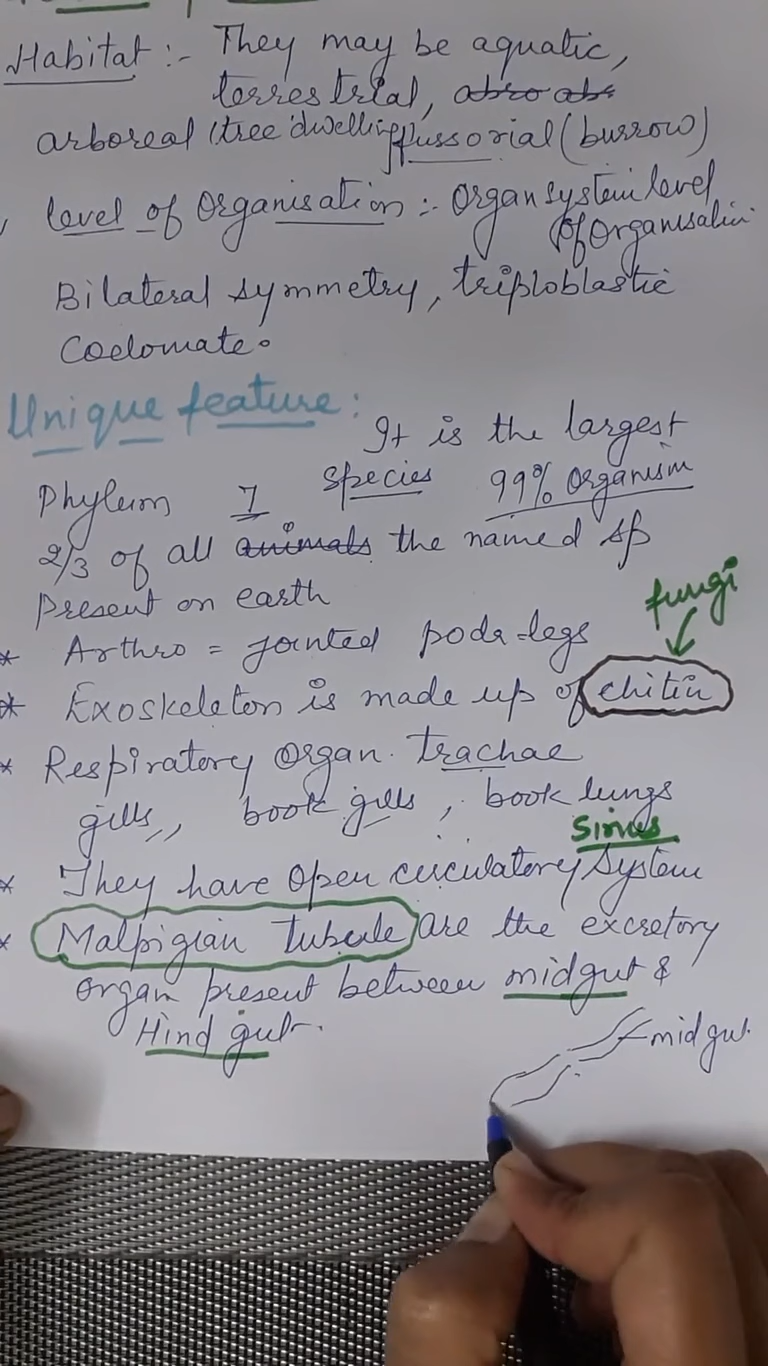 Habitat :- They may be aquatic,
terrestrial,
arboreal (tree dwelling fussorial (burrow)
level of Organisation :- Organ system level
of Organisation
Bilateral symmetry, triploblastic
Coelomate.
Unique feature :
It is the largest
Phylum I species 99% Organism
2/3 of all animals the named sp
Present on earth
fungi
* Arthro = jointed poda-legs
* Exoskeleton is made up of chitin
* Respiratory Organ. trachae
gills,, book gills, book lungs
Sinus
* They have open circulatory system
* Malpigian tubule are the excretory
organ present between midgut &
Hind gut.
midgut